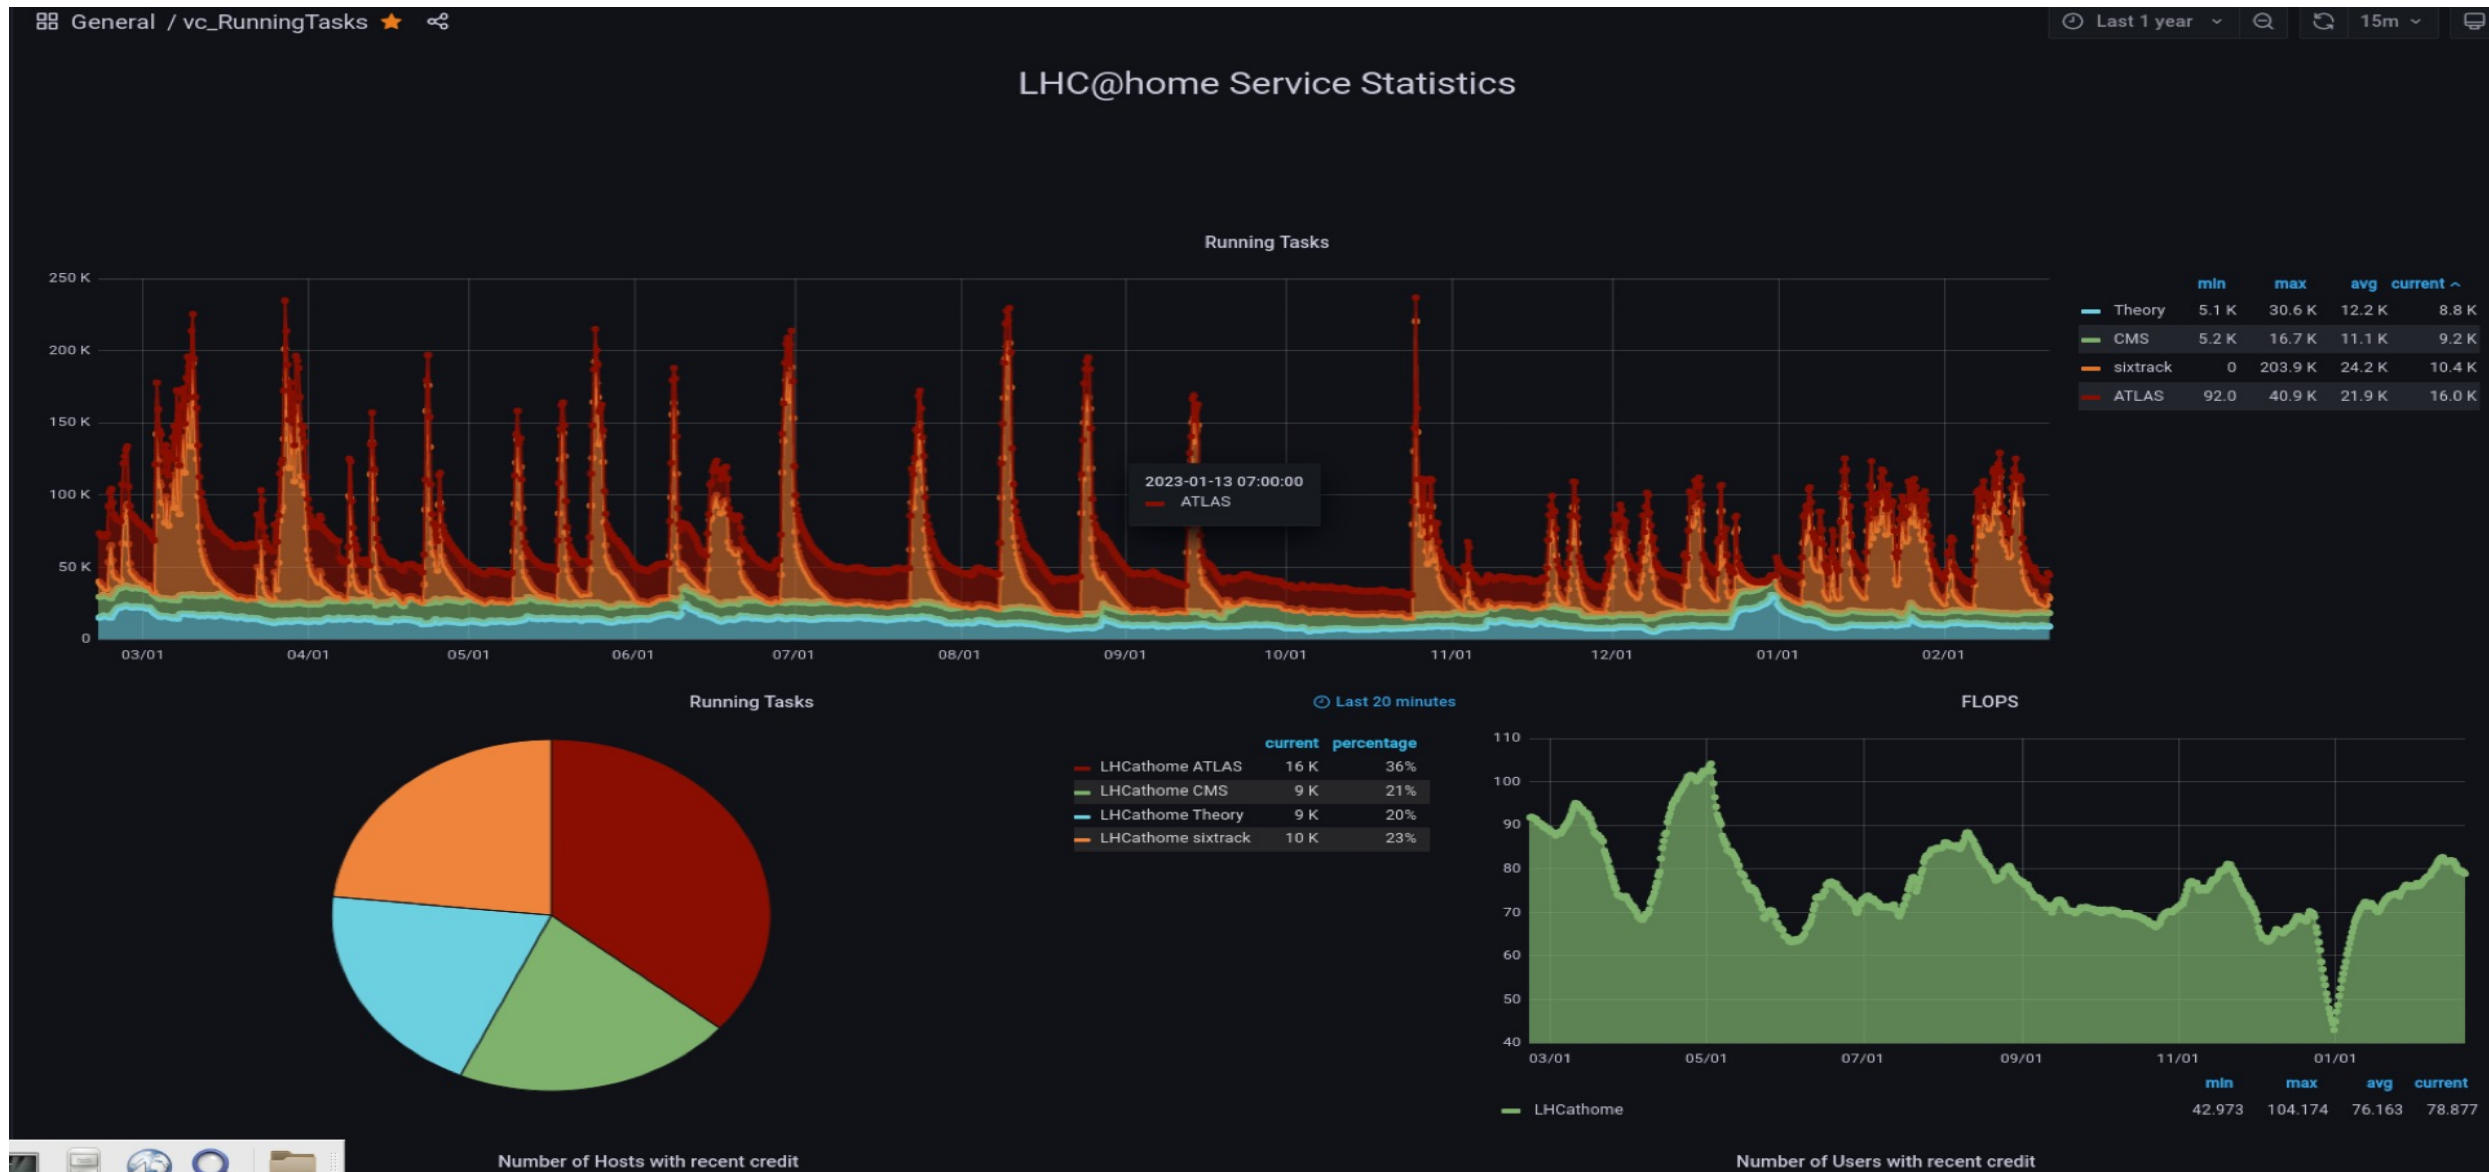 General / vc_RunningTasks
Last 1 year
15m
LHC@home Service Statistics
Running Tasks
250 K
200 K
150 K
100 K
50 K
0
03/01 04/01 05/01 06/01 07/01 08/01 09/01 10/01 11/01 12/01 01/01 02/01
2023-01-13 07:00:00
ATLAS
min max avg current
Theory 5.1 K 30.6 K 12.2 K 8.8 K
CMS 5.2 K 16.7 K 11.1 K 9.2 K
sixtrack 0 203.9 K 24.2 K 10.4 K
ATLAS 92.0 40.9 K 21.9 K 16.0 K
Running Tasks
Last 20 minutes
current percentage
LHCathome ATLAS 16 K 36%
LHCathome CMS 9 K 21%
LHCathome Theory 9 K 20%
LHCathome sixtrack 10 K 23%
FLOPS
110
100
90
80
70
60
50
40
03/01 05/01 07/01 09/01 11/01 01/01
min max avg current
LHCathome 42.973 104.174 76.163 78.877
Number of Hosts with recent credit
Number of Users with recent credit